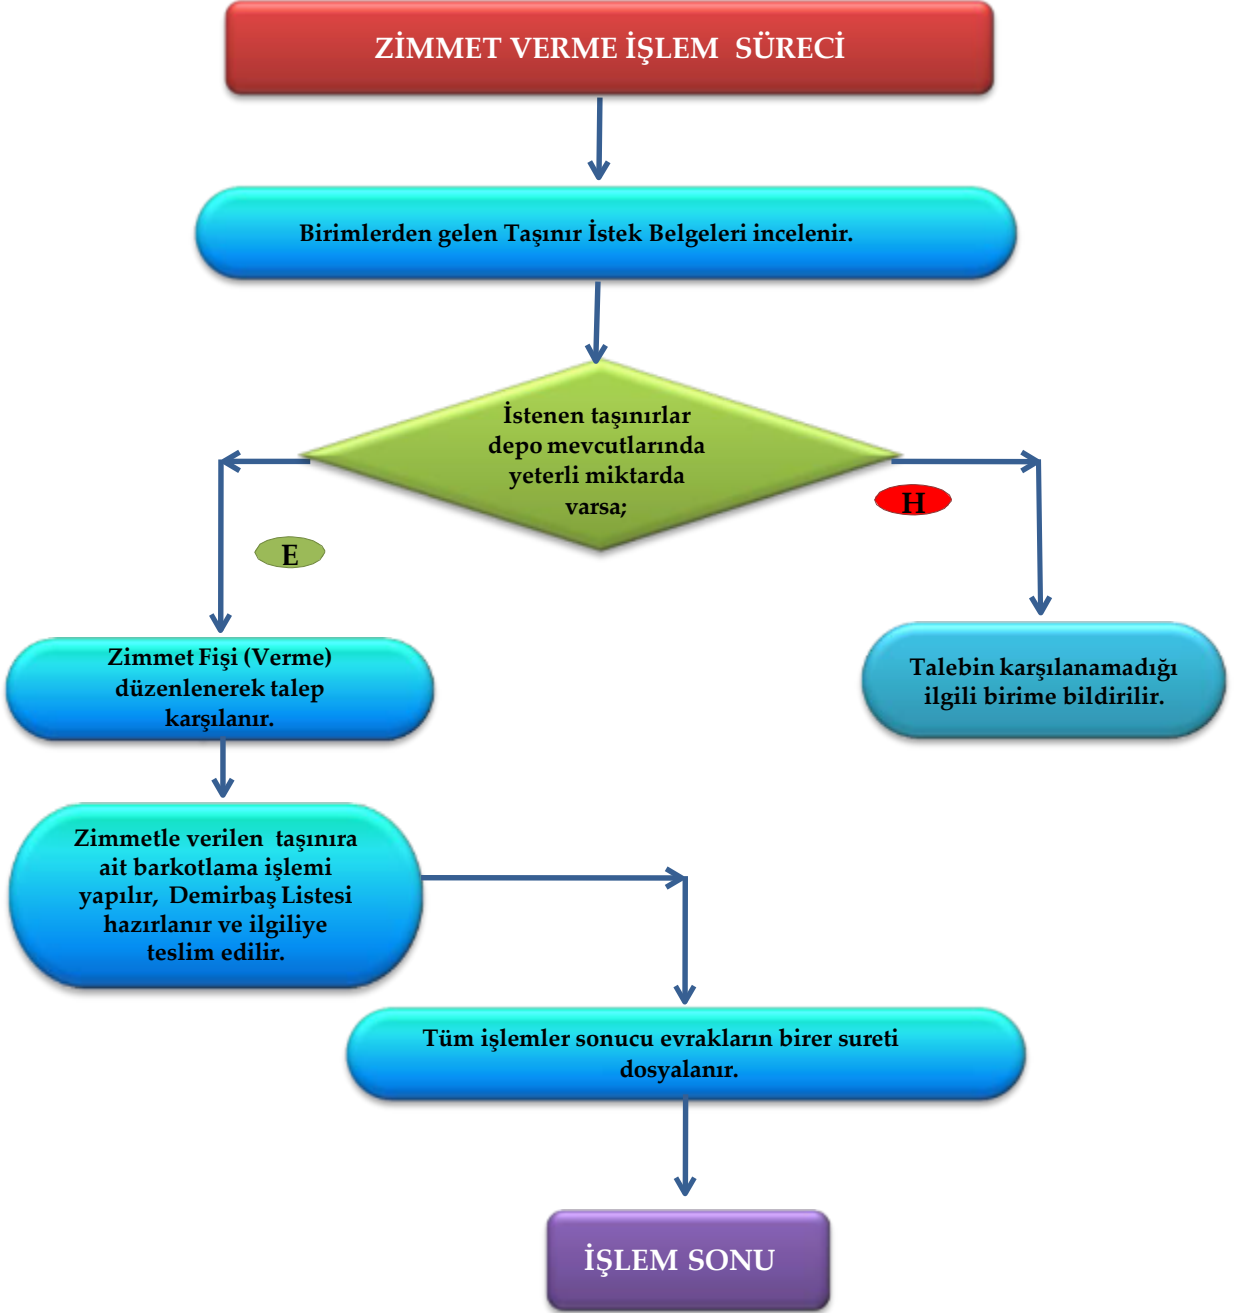 ZİMMET VERME İŞLEM SÜRECİ
Birimlerden gelen Taşınır İstek Belgeleri incelenir.
İstenen taşınırlar
depo mevcutlarında
yeterli miktarda
varsa;
H
E
Zimmet Fişi (Verme)
düzenlenerek talep
karşılanır.
Talebin karşılanamadığı
ilgili birime bildirilir.
Zimmetle verilen taşınıra
ait barkotlama işlemi
yapılır, Demirbaş Listesi
hazırlanır ve ilgiliye
teslim edilir.
Tüm işlemler sonucu evrakların birer sureti
dosyalanır.
İŞLEM SONU